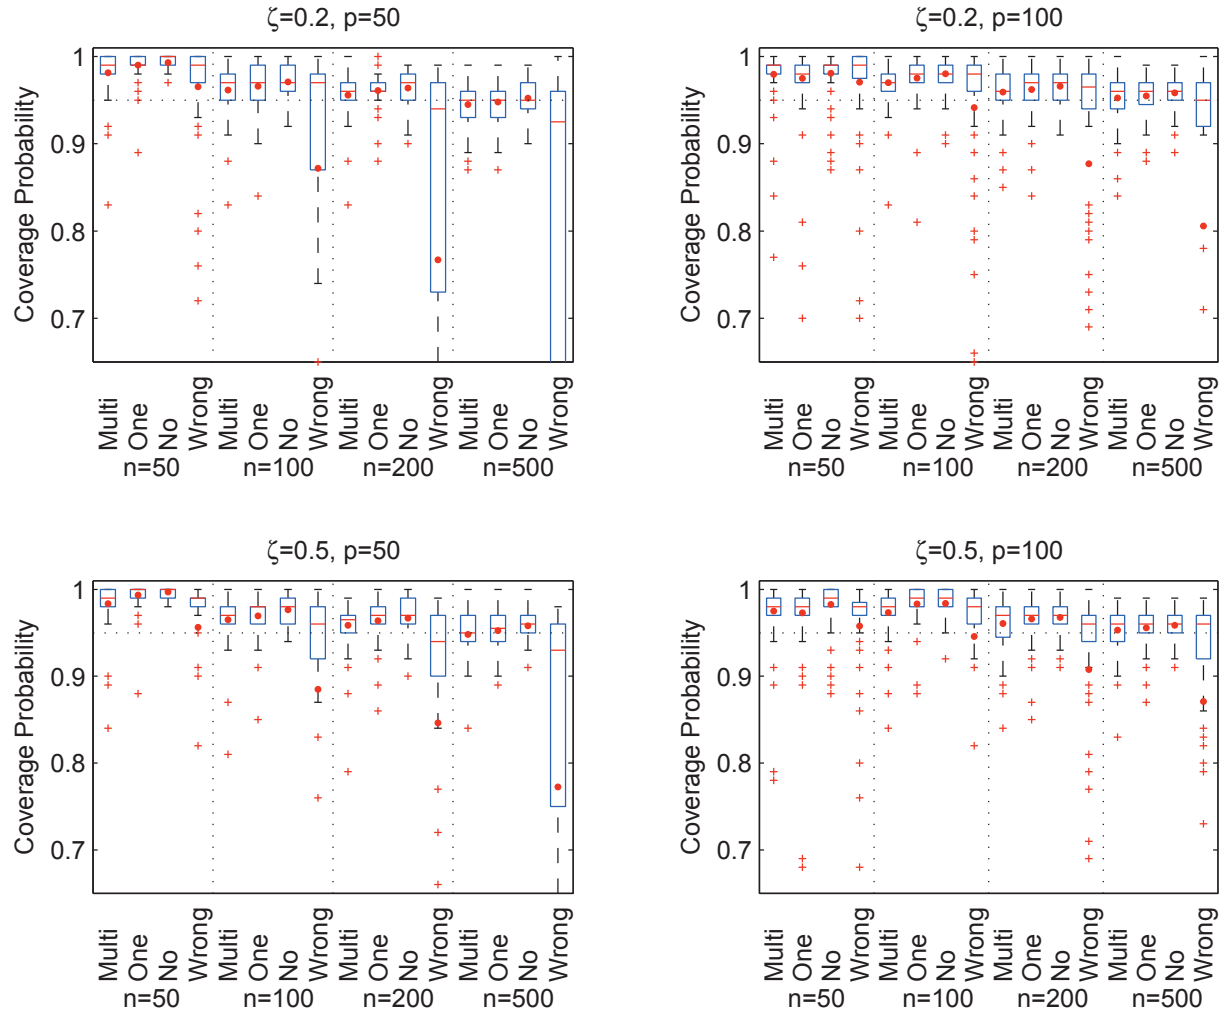 ζ=0.2, p=50
Coverage Probability
1
0.9
0.8
0.7
Multi
One
No
Wrong
Multi
One
No
Wrong
Multi
One
No
Wrong
Multi
One
No
Wrong
n=50
n=100
n=200
n=500
ζ=0.2, p=100
Coverage Probability
1
0.9
0.8
0.7
Multi
One
No
Wrong
Multi
One
No
Wrong
Multi
One
No
Wrong
Multi
One
No
Wrong
n=50
n=100
n=200
n=500
ζ=0.5, p=50
Coverage Probability
1
0.9
0.8
0.7
Multi
One
No
Wrong
Multi
One
No
Wrong
Multi
One
No
Wrong
Multi
One
No
Wrong
n=50
n=100
n=200
n=500
ζ=0.5, p=100
Coverage Probability
1
0.9
0.8
0.7
Multi
One
No
Wrong
Multi
One
No
Wrong
Multi
One
No
Wrong
Multi
One
No
Wrong
n=50
n=100
n=200
n=500